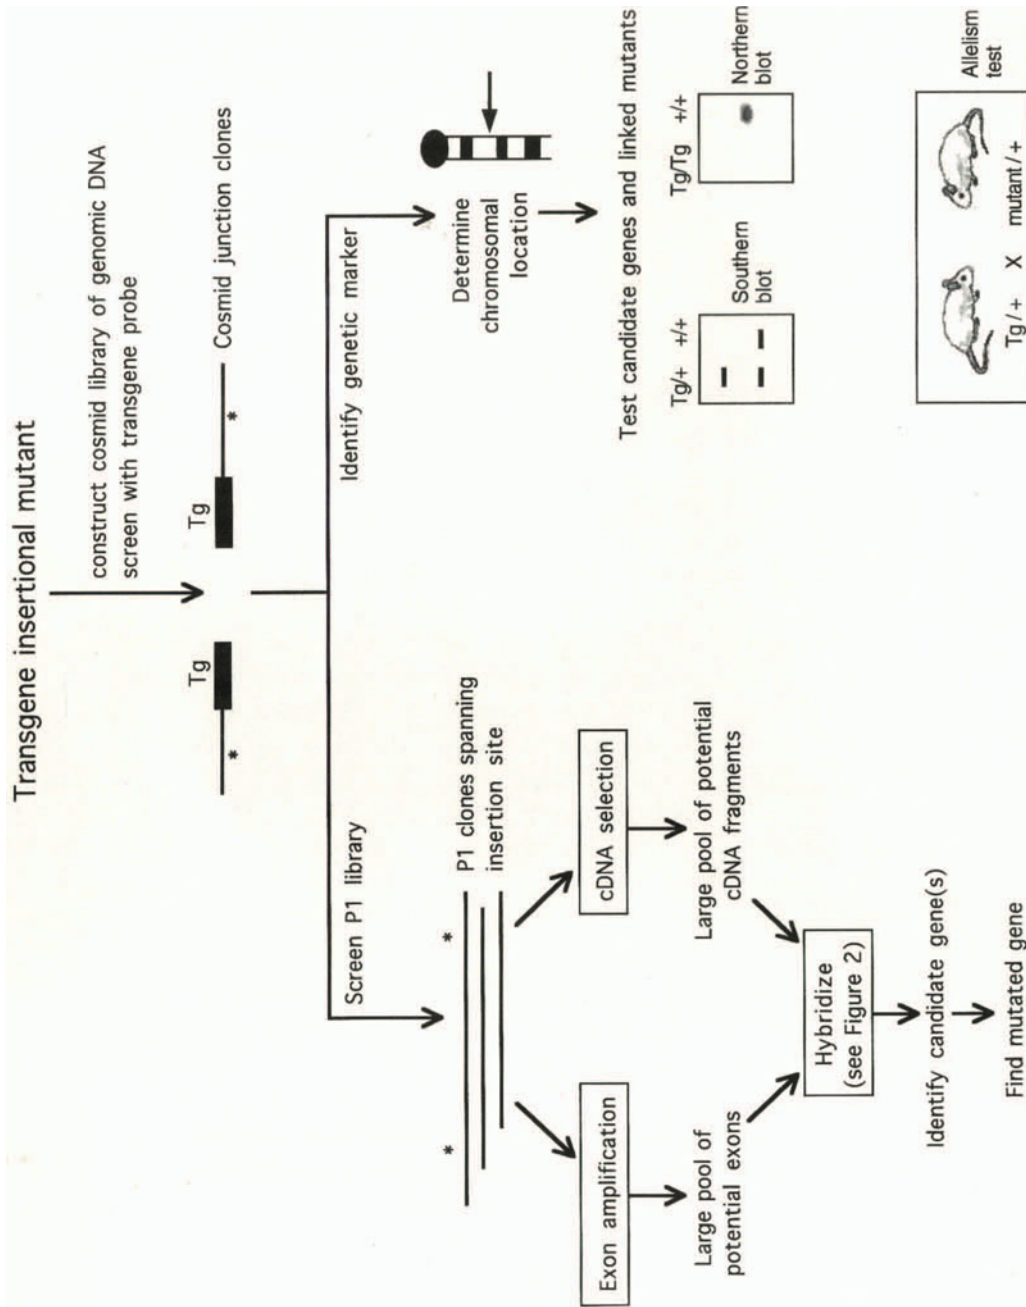 Transgene insertional mutant
construct cosmid library of genomic DNA
screen with transgene probe
Tg
Tg
*
*
Cosmid junction clones
Screen P1 library
Identify genetic marker
*
*
P1 clones spanning
insertion site
Exon amplification
cDNA selection
Large pool of
potential exons
Large pool of potential
cDNA fragments
Hybridize
(see Figure 2)
Identify candidate gene(s)
Find mutated gene
Determine
chromosomal
location
Test candidate genes and linked mutants
Tg/+ +/+
Southern
blot
Tg/Tg +/+
Northern
blot
Tg/+ X mutant/+
Allelism
test